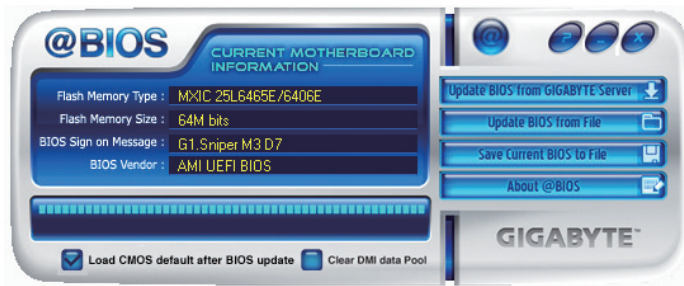 @BIOS
CURRENT MOTHERBOARD
INFORMATION
Flash Memory Type : MXIC 25L6465E/6406E
Flash Memory Size : 64M bits
BIOS Sign on Message : G1.Sniper M3 D7
BIOS Vendor : AMI UEFI BIOS
Load CMOS default after BIOS update
Clear DMI data Pool
@
? - X
Update BIOS from GIGABYTE Server
Update BIOS from File
Save Current BIOS to File
About @BIOS
GIGABYTE™